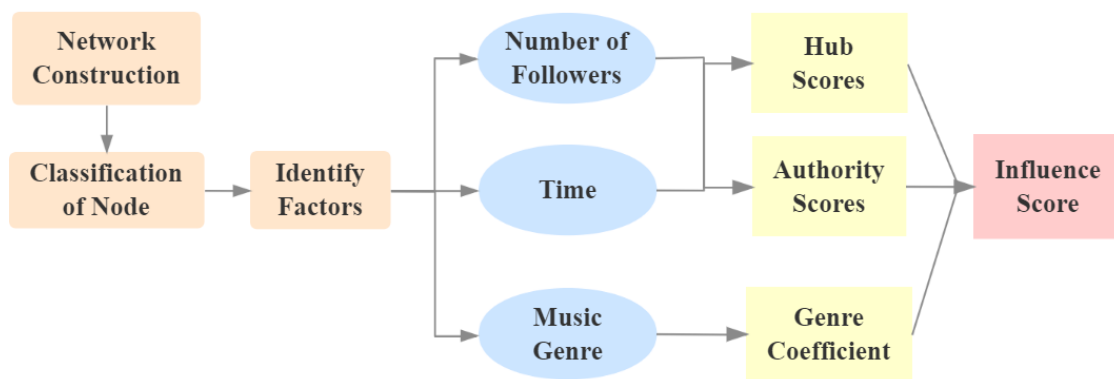 Network
Construction
Classification
of Node
Identify
Factors
Number of
Followers
Time
Music
Genre
Hub
Scores
Authority
Scores
Genre
Coefficient
Influence
Score